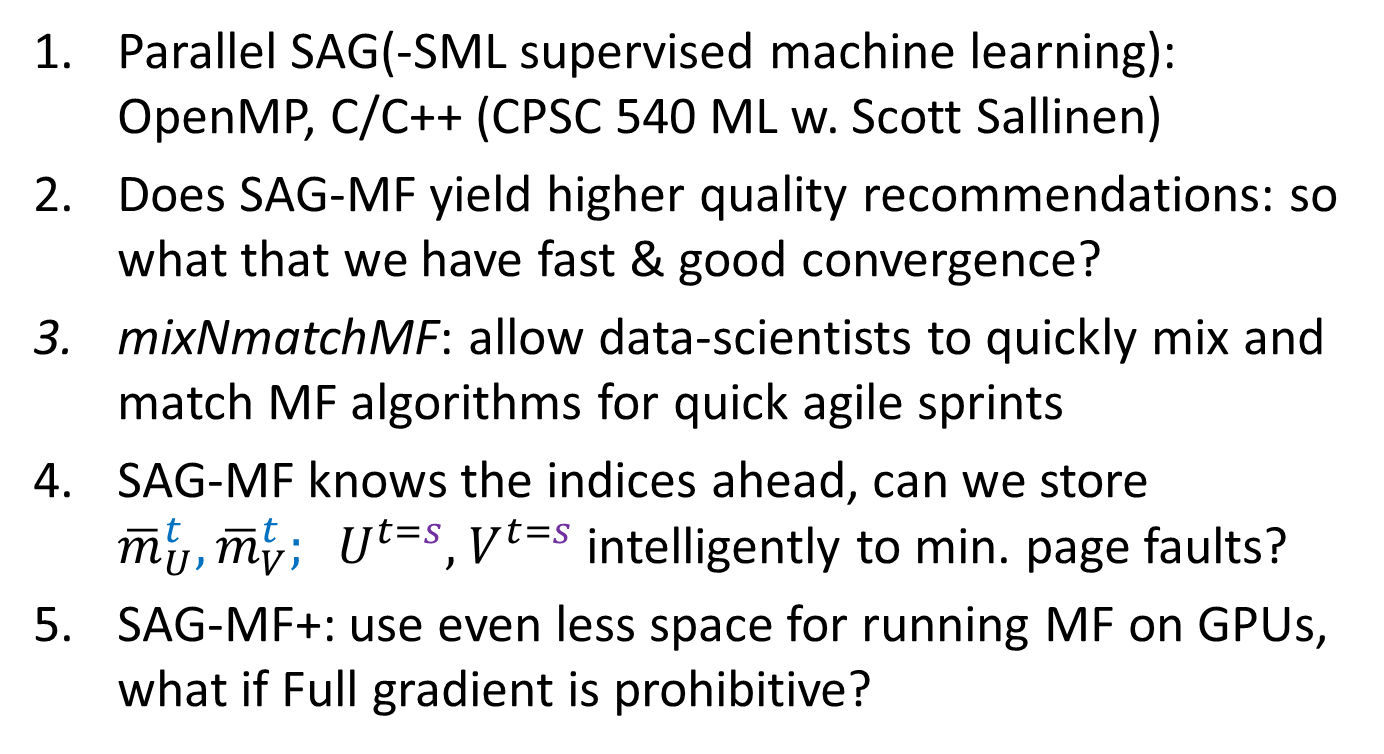 1. Parallel SAG(-SML supervised machine learning):
OpenMP, C/C++ (CPSC 540 ML w. Scott Sallinen)
2. Does SAG-MF yield higher quality recommendations: so
what that we have fast & good convergence?
3. mixNmatchMF: allow data-scientists to quickly mix and
match MF algorithms for quick agile sprints
4. SAG-MF knows the indices ahead, can we store
m̅_U^t, m̅_V^t; U^{t=s}, V^{t=s} intelligently to min. page faults?
5. SAG-MF+: use even less space for running MF on GPUs,
what if Full gradient is prohibitive?